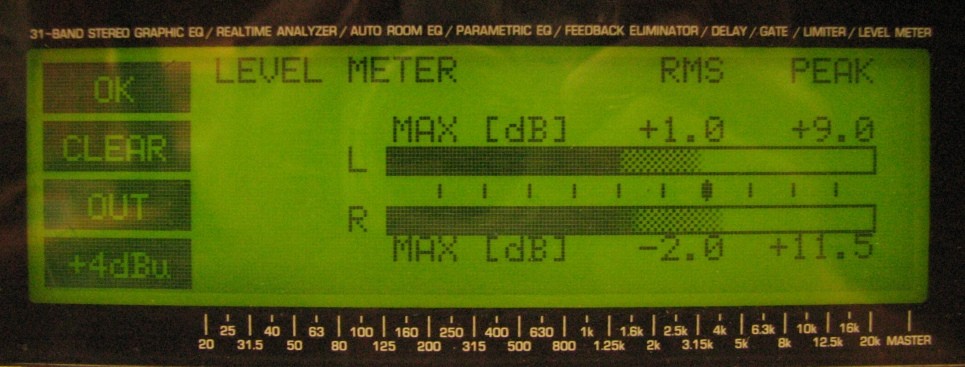 31-BAND STEREO GRAPHIC EQ / REALTIME ANALYZER / AUTO ROOM EQ / PARAMETRIC EQ / FEEDBACK ELIMINATOR / DELAY / GATE / LIMITER / LEVEL METER
OK LEVEL METER RMS PEAK
MAX [dB] +1.0 +9.0
CLEAR L
OUT R
MAX [dB] -2.0 +11.5
+4dBu
25 40 63 100 160 250 400 630 1k 1.6k 2.5k 4k 6.3k 10k 16k
20 31.5 50 80 125 200 315 500 800 1.25k 2k 3.15k 5k 8k 12.5k 20k MASTER